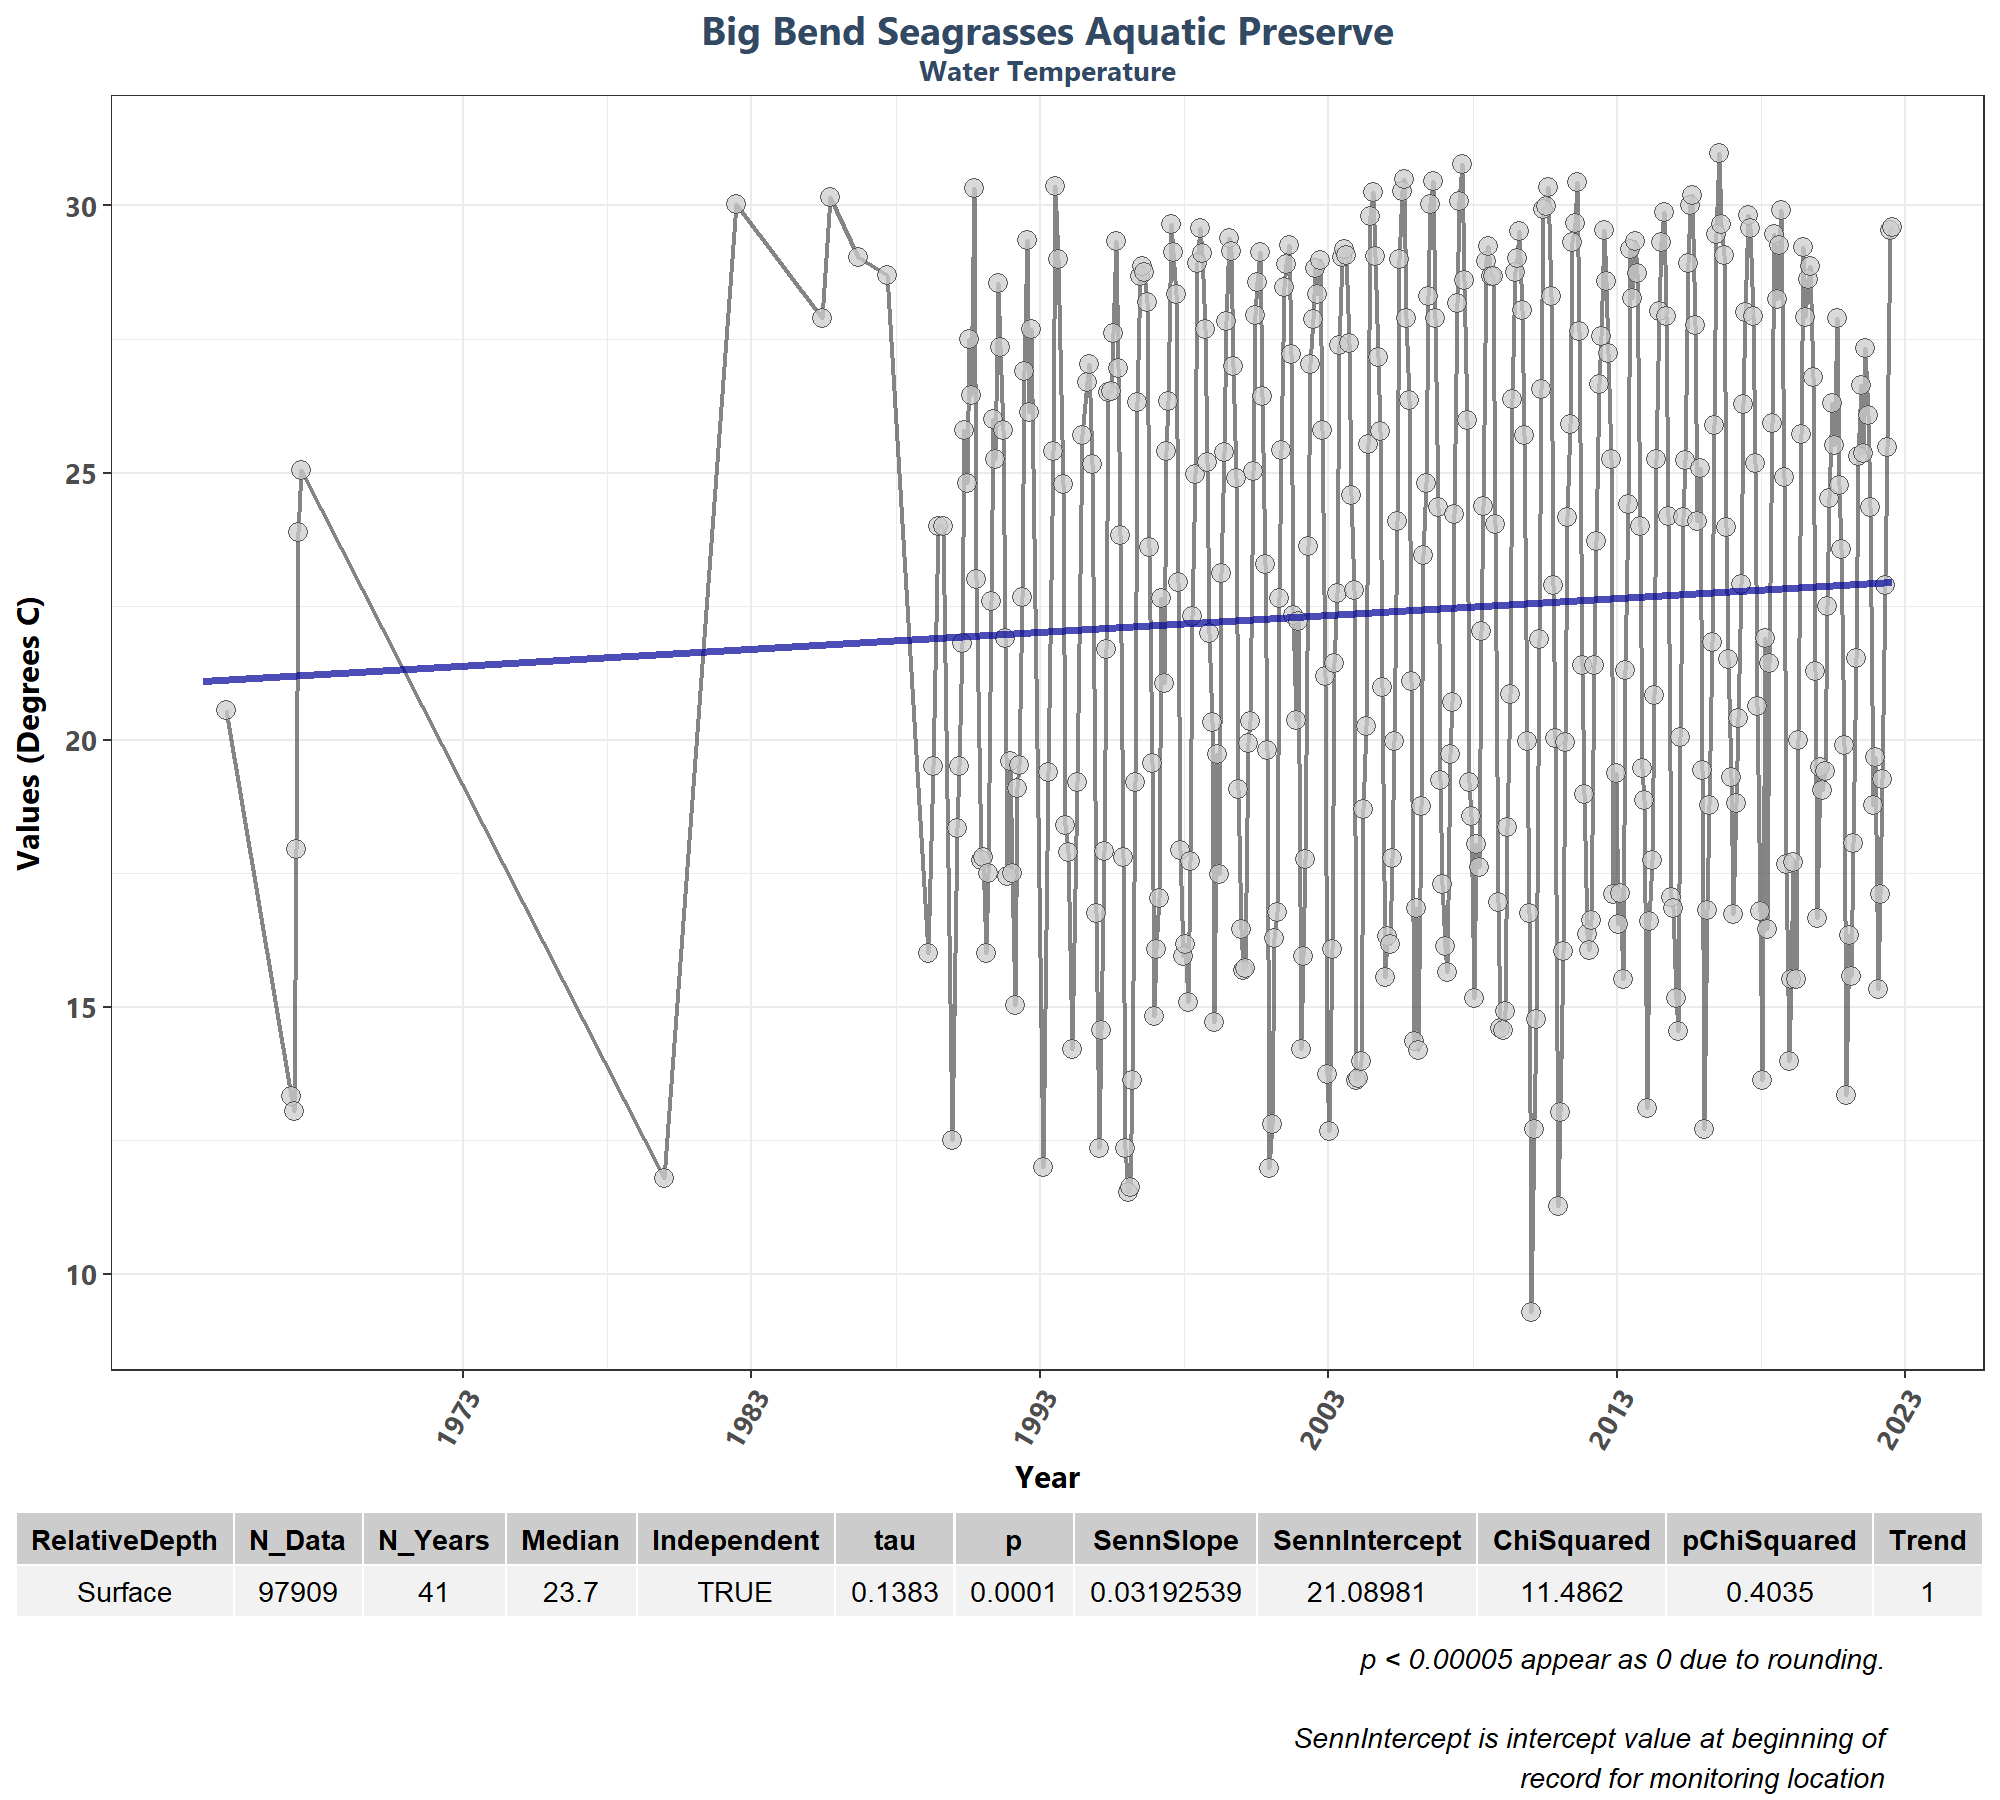 Big Bend Seagrasses Aquatic Preserve
Water Temperature
Values (Degrees C)
30
25
20
15
10
1973
1983
1993
2003
2013
2023
Year
RelativeDepth N_Data N_Years Median Independent tau p SennSlope SennIntercept ChiSquared pChiSquared Trend
Surface 97909 41 23.7 TRUE 0.1383 0.0001 0.03192539 21.08981 11.4862 0.4035 1
p < 0.00005 appear as 0 due to rounding.
SennIntercept is intercept value at beginning of
record for monitoring location